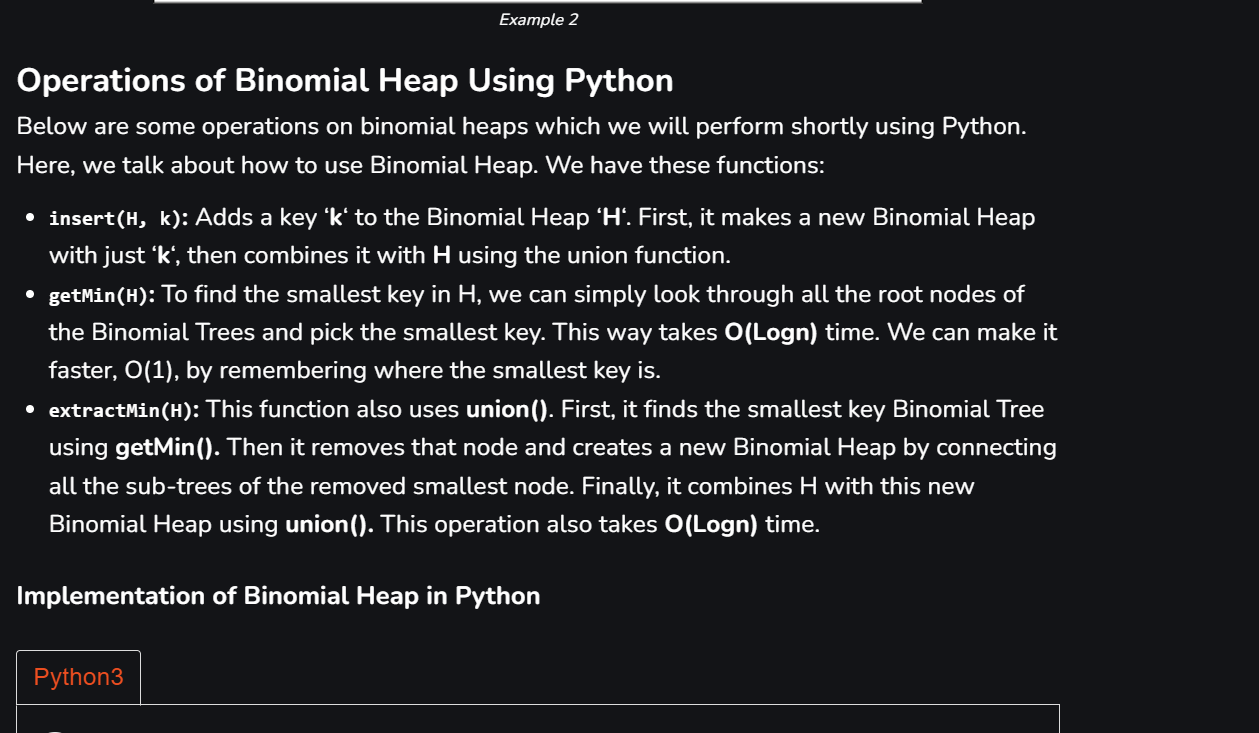 Example 2
Operations of Binomial Heap Using Python
Below are some operations on binomial heaps which we will perform shortly using Python.
Here, we talk about how to use Binomial Heap. We have these functions:
• insert(H, k): Adds a key ‘k‘ to the Binomial Heap ‘H‘. First, it makes a new Binomial Heap
with just ‘k‘, then combines it with H using the union function.
• getMin(H): To find the smallest key in H, we can simply look through all the root nodes of
the Binomial Trees and pick the smallest key. This way takes O(Logn) time. We can make it
faster, O(1), by remembering where the smallest key is.
• extractMin(H): This function also uses union(). First, it finds the smallest key Binomial Tree
using getMin(). Then it removes that node and creates a new Binomial Heap by connecting
all the sub-trees of the removed smallest node. Finally, it combines H with this new
Binomial Heap using union(). This operation also takes O(Logn) time.
Implementation of Binomial Heap in Python
Python3